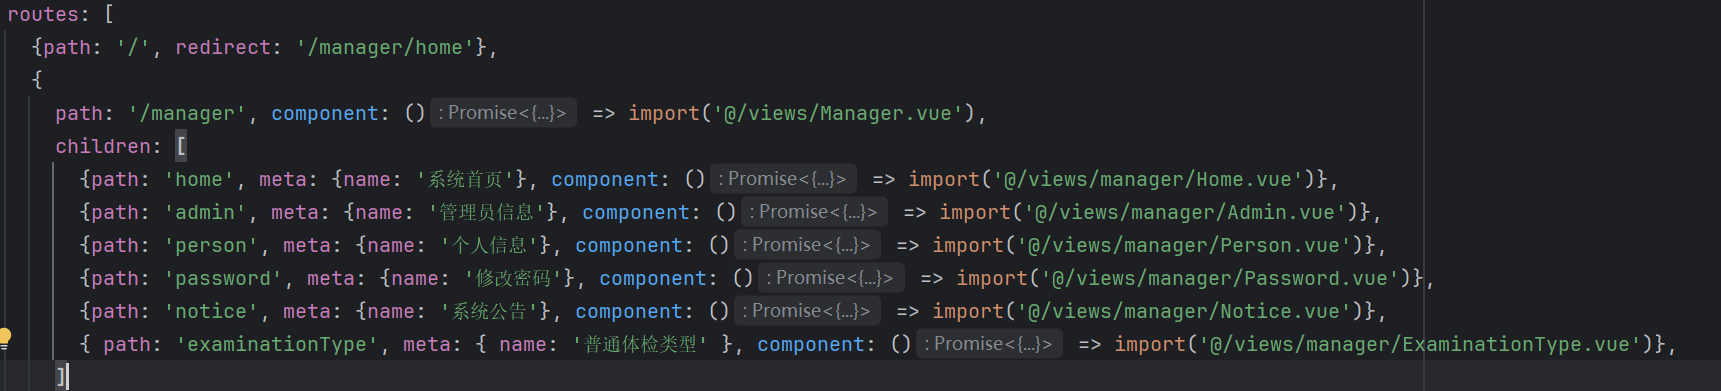 routes: [
{path: '/', redirect: '/manager/home'},
{
path: '/manager', component: () : Promise<{...}> => import('@/views/Manager.vue'),
children: [
{path: 'home', meta: {name: '系统首页'}, component: () : Promise<{...}> => import('@/views/manager/Home.vue')},
{path: 'admin', meta: {name: '管理员信息'}, component: () : Promise<{...}> => import('@/views/manager/Admin.vue')},
{path: 'person', meta: {name: '个人信息'}, component: () : Promise<{...}> => import('@/views/manager/Person.vue')},
{path: 'password', meta: {name: '修改密码'}, component: () : Promise<{...}> => import('@/views/manager/Password.vue')},
{path: 'notice', meta: {name: '系统公告'}, component: () : Promise<{...}> => import('@/views/manager/Notice.vue')},
{ path: 'examinationType', meta: { name: '普通体检类型' }, component: () : Promise<{...}> => import('@/views/manager/ExaminationType.vue')},
]